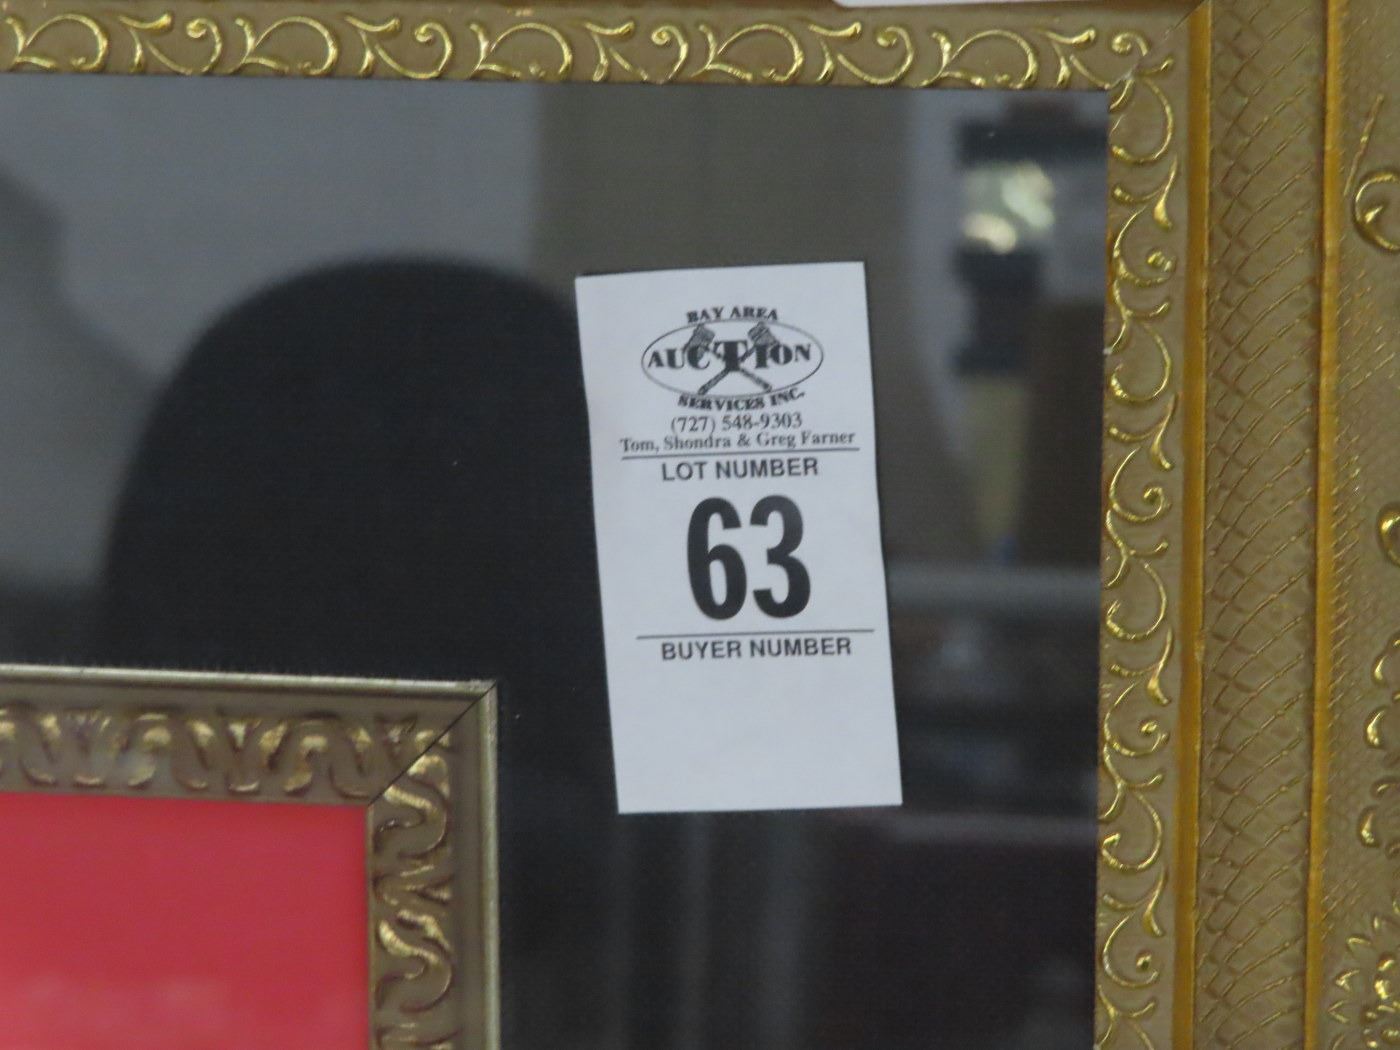 BAY AREA
AUCTION
SERVICES INC.
(727) 548-9303
Tom, Shondra & Greg Farner
LOT NUMBER
63
BUYER NUMBER